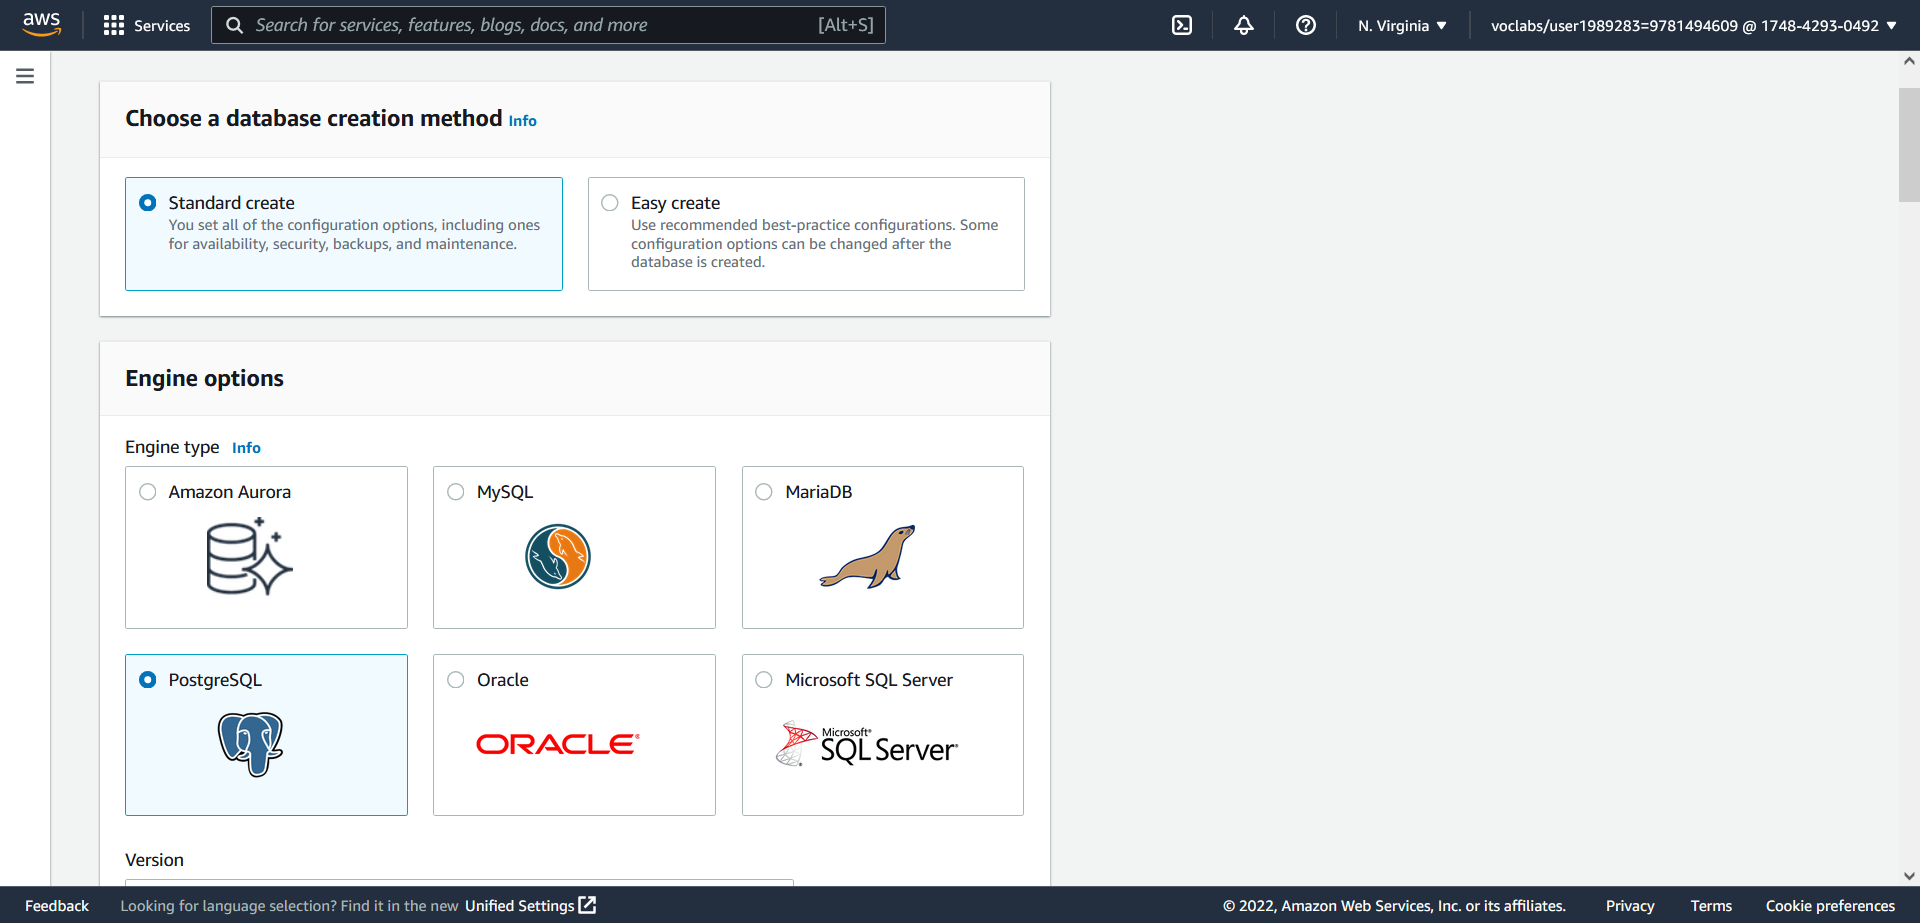 aws Services Search for services, features, blogs, docs, and more [Alt+S] N. Virginia voclabs/user1989283=9781494609 @ 1748-4293-0492
Choose a database creation method Info
Standard create
You set all of the configuration options, including ones
for availability, security, backups, and maintenance.
Easy create
Use recommended best-practice configurations. Some
configuration options can be changed after the
database is created.
Engine options
Engine type Info
Amazon Aurora
MySQL
MariaDB
PostgreSQL
Oracle
ORACLE®
Microsoft SQL Server
Microsoft®
SQL Server®
Version
Feedback Looking for language selection? Find it in the new Unified Settings © 2022, Amazon Web Services, Inc. or its affiliates. Privacy Terms Cookie preferences